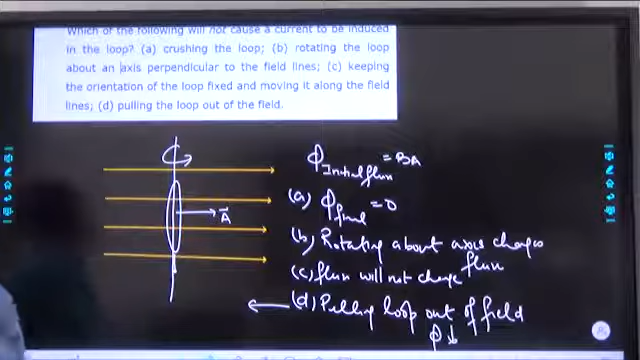 Which of the following will not cause a current to be induced
in the loop? (a) crushing the loop; (b) rotating the loop
about an axis perpendicular to the field lines; (c) keeping
the orientation of the loop fixed and moving it along the field
lines; (d) pulling the loop out of the field.
Φ Initial flux = BA
(a) Φ final = 0
(b) Rotating about axis changes
flux
(c) flux will not change
(d) Pulling loop out of field
Φ↓
A⃗